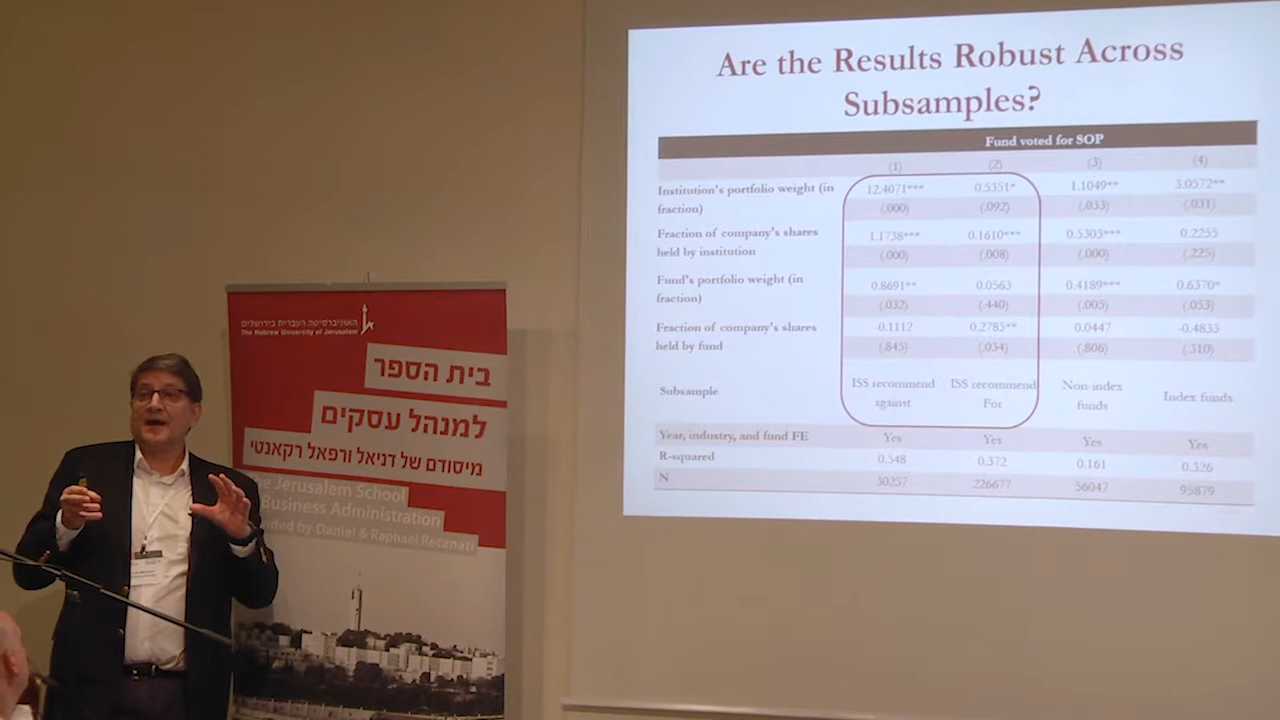 Are the Results Robust Across
Subsamples?
Fund voted for SOP
(1) (2) (3) (4)
Institution's portfolio weight (in fraction) 12.4071*** 0.5351* 1.1049** 3.0572**
(.000) (.092) (.033) (.031)
Fraction of company's shares held by institution 1.1738*** 0.1610*** 0.5303*** 0.2255
(.000) (.008) (.000) (.225)
Fund's portfolio weight (in fraction) 0.8691** 0.0563 0.4189*** 0.6370*
(.032) (.440) (.005) (.053)
Fraction of company's shares held by fund -0.1112 0.2785** 0.0447 -0.4833
(.845) (.034) (.806) (.310)
Subsample ISS recommend against ISS recommend For Non-index funds Index funds
Year, industry, and fund FE Yes Yes Yes Yes
R-squared 0.548 0.372 0.161 0.326
N 30257 226677 56047 95879
האוניברסיטה העברית בירושלים
The Hebrew University of Jerusalem
בית הספר
למנהל עסקים
מיסודם של דניאל ורפאל רקאנטי
Jerusalem School
Business Administration
by Daniel & Raphael Recanati